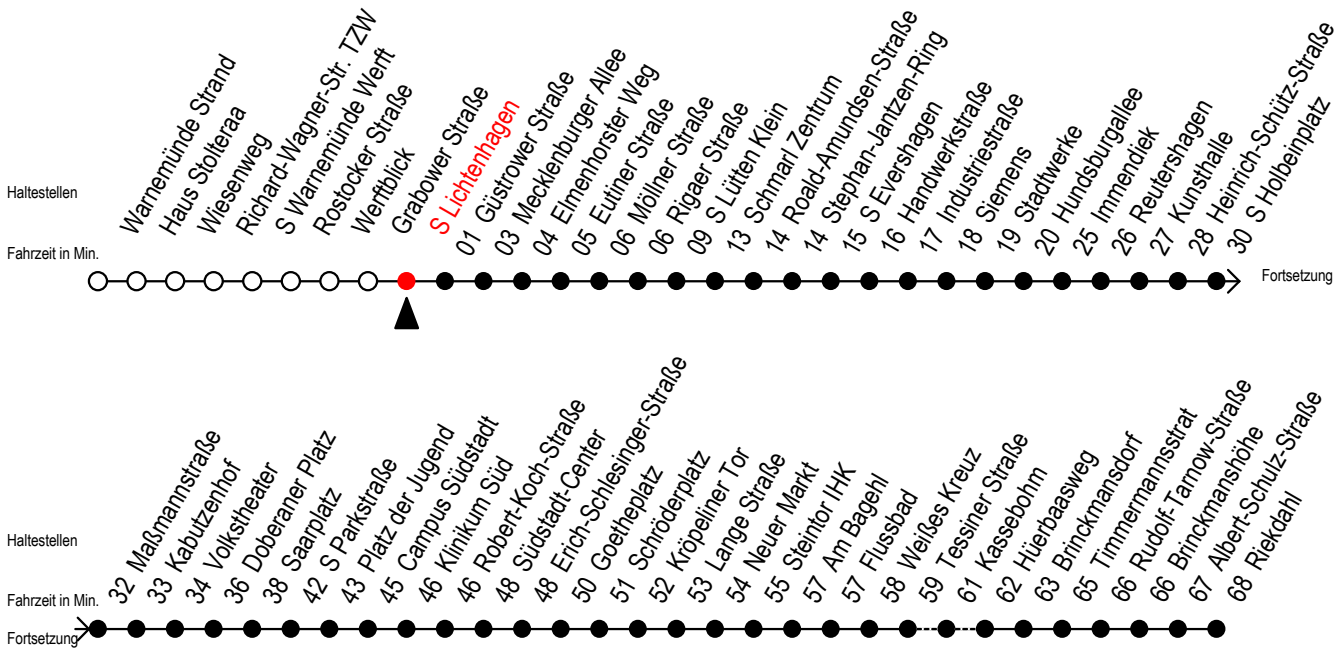 Haltestellen
Warnemünde Strand
Haus Stolteraa
Wiesenweg
Richard-Wagner-Str. TZW
S Warnemünde Werft
Rostocker Straße
Werftblick
Grabower Straße
S Lichtenhagen
01 Güstrower Straße
03 Mecklenburger Allee
04 Elmenhorster Weg
05 Eutiner Straße
06 Möllner Straße
06 Rigaer Straße
09 S Lütten Klein
13 Schmarl Zentrum
14 Roald-Amundsen-Straße
14 Stephan-Jantzen-Ring
15 S Evershagen
16 Handwerkstraße
17 Industriestraße
18 Siemens
19 Stadtwerke
20 Hundsburgallee
25 Immendiek
26 Reutershagen
27 Kunsthalle
28 Heinrich-Schütz-Straße
30 S Holbeinplatz
Fahrzeit in Min.
Fortsetzung
Haltestellen
32 Maßmannstraße
33 Kabutzenhof
34 Volkstheater
36 Doberaner Platz
38 Saarplatz
42 S Parkstraße
43 Platz der Jugend
45 Campus Südstadt
46 Klinikum Süd
46 Robert-Koch-Straße
48 Südstadt-Center
48 Erich-Schlesinger-Straße
50 Goetheplatz
51 Schröderplatz
52 Kröpeliner Tor
53 Lange Straße
54 Neuer Markt
55 Steintor IHK
57 Am Bagehl
57 Flussbad
58 Weißes Kreuz
59 Tessiner Straße
61 Kassebohm
62 Hüerbaasweg
63 Brinckmansdorf
65 Timmermannsstrat
66 Rudolf-Tarnow-Straße
66 Brinckmanshöhe
67 Albert-Schulz-Straße
68 Riekdahl
Fahrzeit in Min.
Fortsetzung